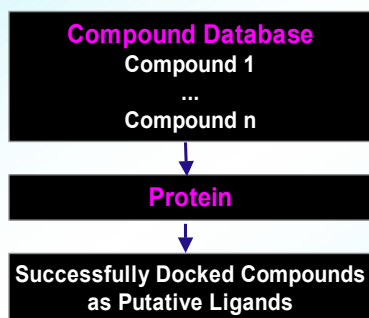 Compound Database
Compound 1
...
Compound n
Protein
Successfully Docked Compounds
as Putative Ligands